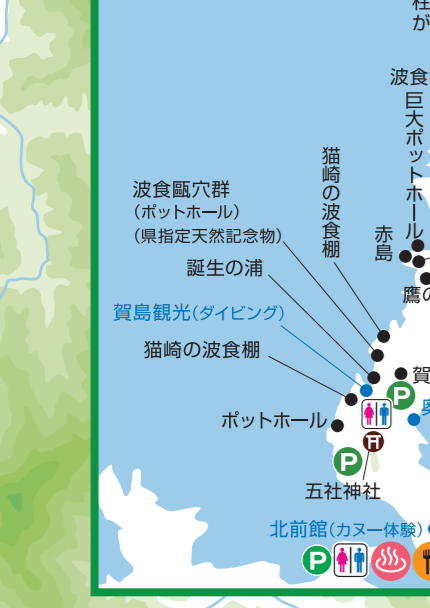 が
波食
巨大ポットホール
猫崎の波食棚
赤島
波食甌穴群
(ポットホール)
(県指定天然記念物)
誕生の浦
鷹の
賀島観光(ダイビング)
猫崎の波食棚
賀
P
ポットホール
P
五社神社
北前館(カヌー体験)
P